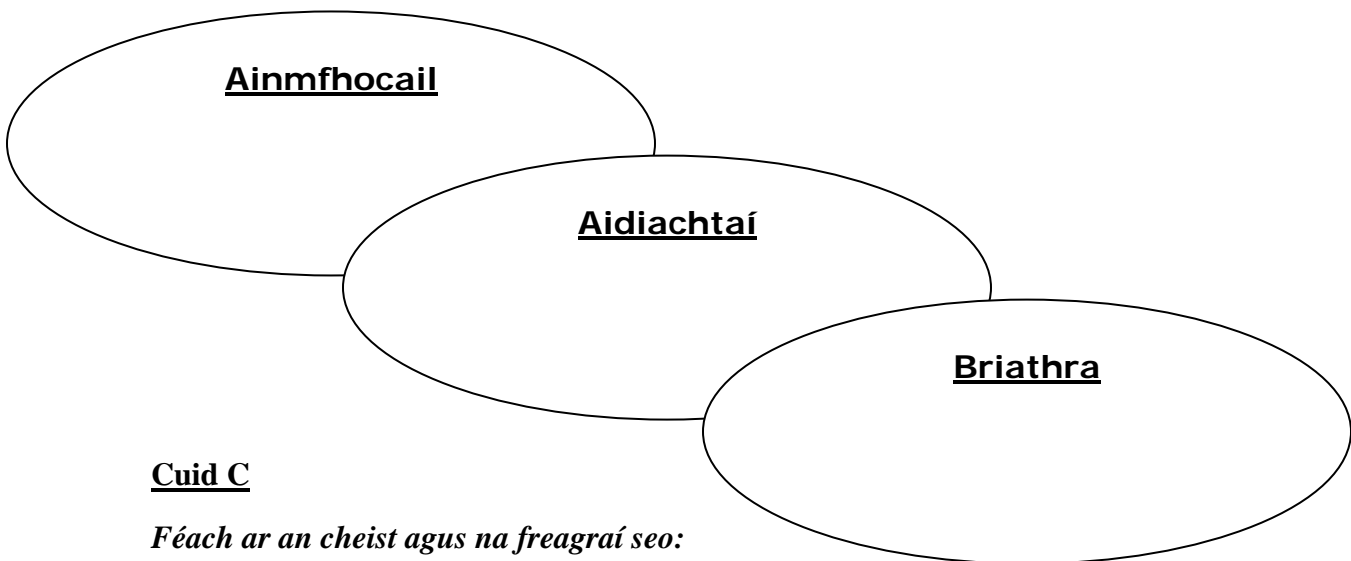 Ainmfhocail
Aidiachtaí
Briathra
Cuid C
Féach ar an cheist agus na freagraí seo: